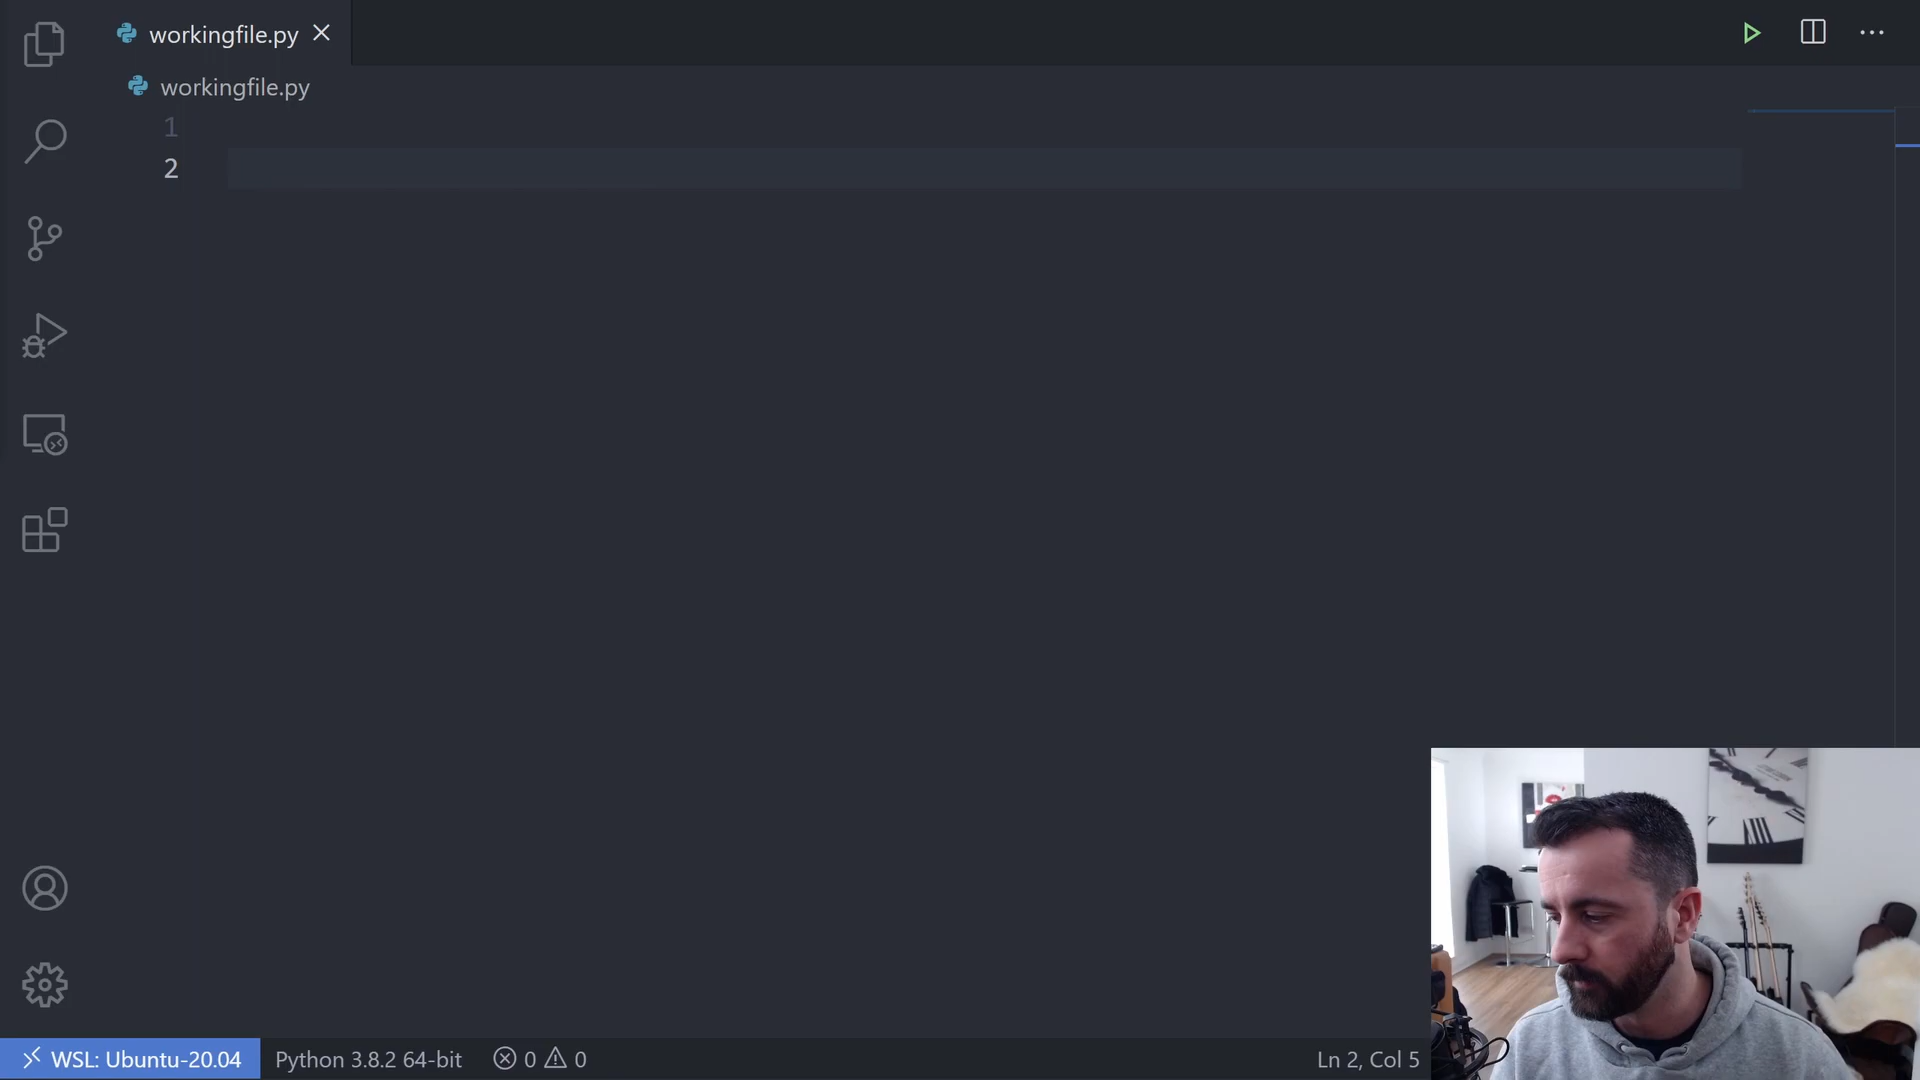 workingfile.py
workingfile.py
1
2
WSL: Ubuntu-20.04 Python 3.8.2 64-bit 0 0 Ln 2, Col 5